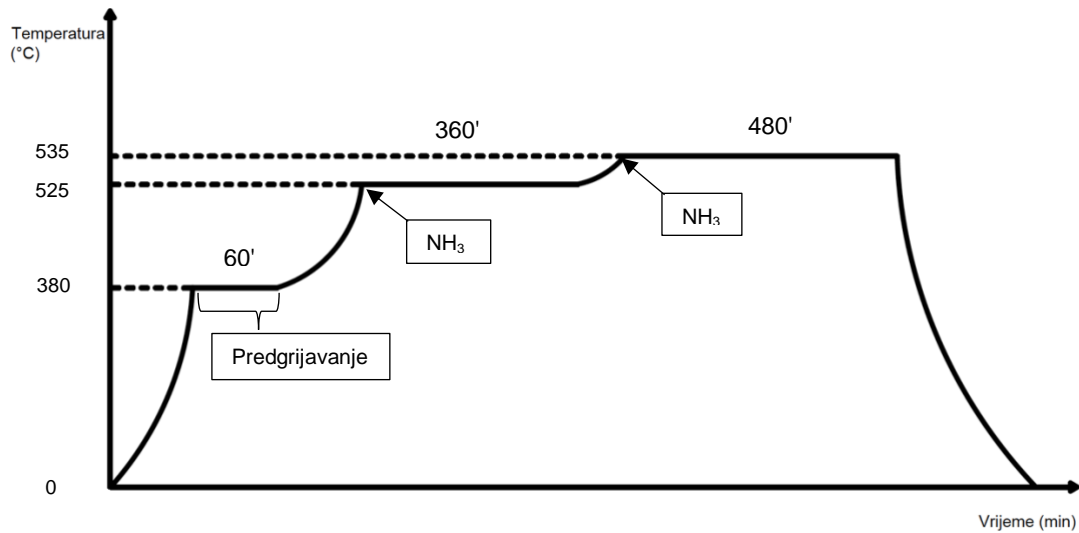 Temperatura
(°C)
535
525
380
0
360'
480'
60'
NH₃
NH₃
Predgrijavanje
Vrijeme (min)